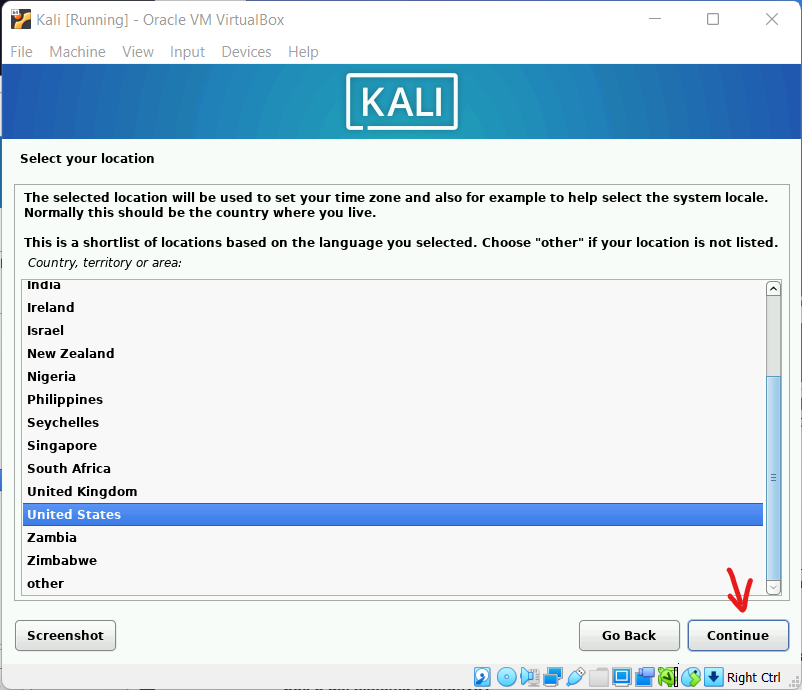 Kali [Running] - Oracle VM VirtualBox
File Machine View Input Devices Help
KALI
Select your location
The selected location will be used to set your time zone and also for example to help select the system locale.
Normally this should be the country where you live.
This is a shortlist of locations based on the language you selected. Choose "other" if your location is not listed.
Country, territory or area:
India
Ireland
Israel
New Zealand
Nigeria
Philippines
Seychelles
Singapore
South Africa
United Kingdom
United States
Zambia
Zimbabwe
other
Screenshot
Go Back
Continue
Right Ctrl